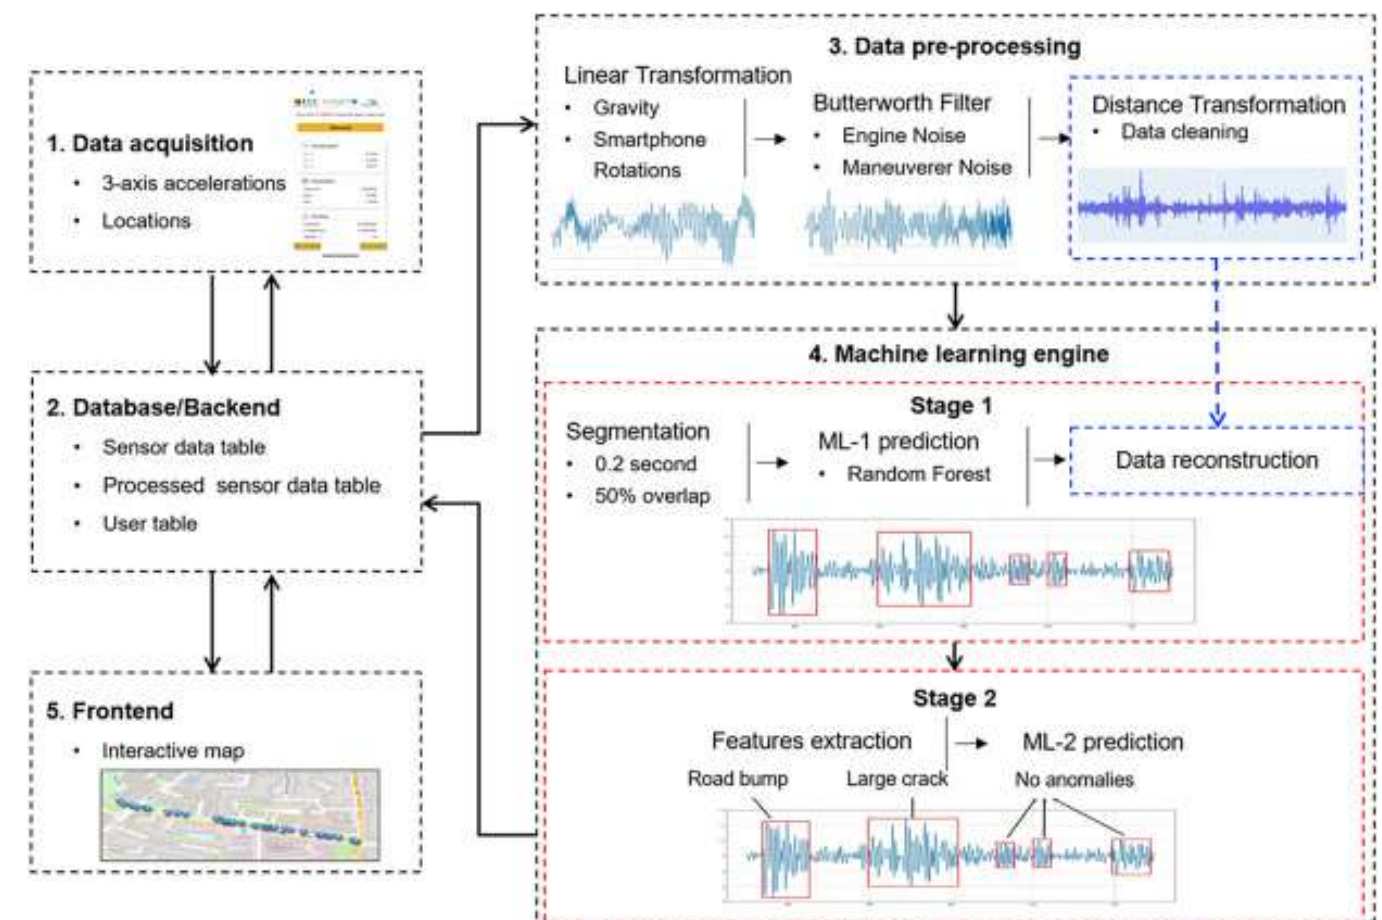 1. Data acquisition
• 3-axis accelerations
• Locations
2. Database/Backend
• Sensor data table
• Processed sensor data table
• User table
5. Frontend
• Interactive map
3. Data pre-processing
Linear Transformation
• Gravity
• Smartphone
Rotations
Butterworth Filter
• Engine Noise
• Maneuverer Noise
Distance Transformation
• Data cleaning
4. Machine learning engine
Stage 1
Segmentation
• 0.2 second
• 50% overlap
ML-1 prediction
• Random Forest
Data reconstruction
Stage 2
Features extraction
ML-2 prediction
Road bump
Large crack
No anomalies